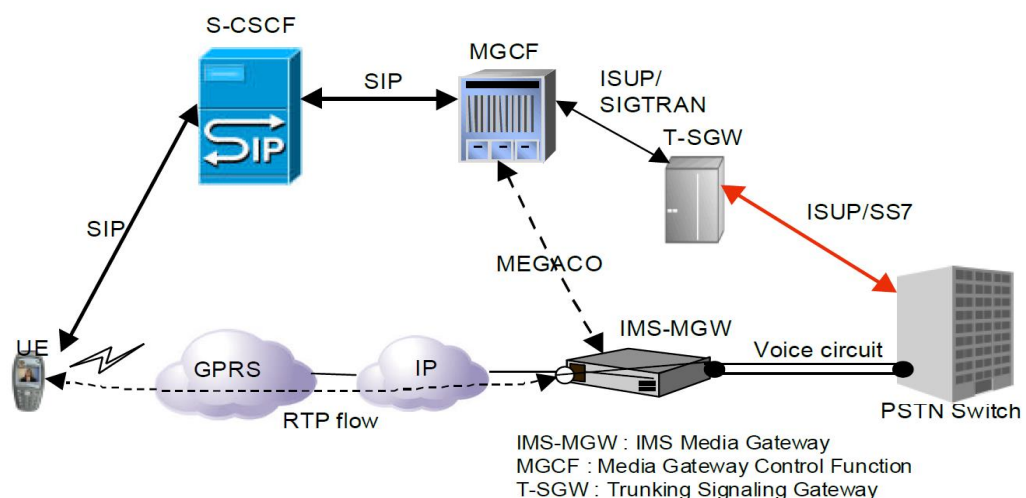 S-CSCF
MGCF
SIP
ISUP/
SIGTRAN
T-SGW
SIP
SIP
ISUP/SS7
MEGACO
UE
IMS-MGW
GPRS
IP
Voice circuit
RTP flow
PSTN Switch
IMS-MGW : IMS Media Gateway
MGCF : Media Gateway Control Function
T-SGW : Trunking Signaling Gateway